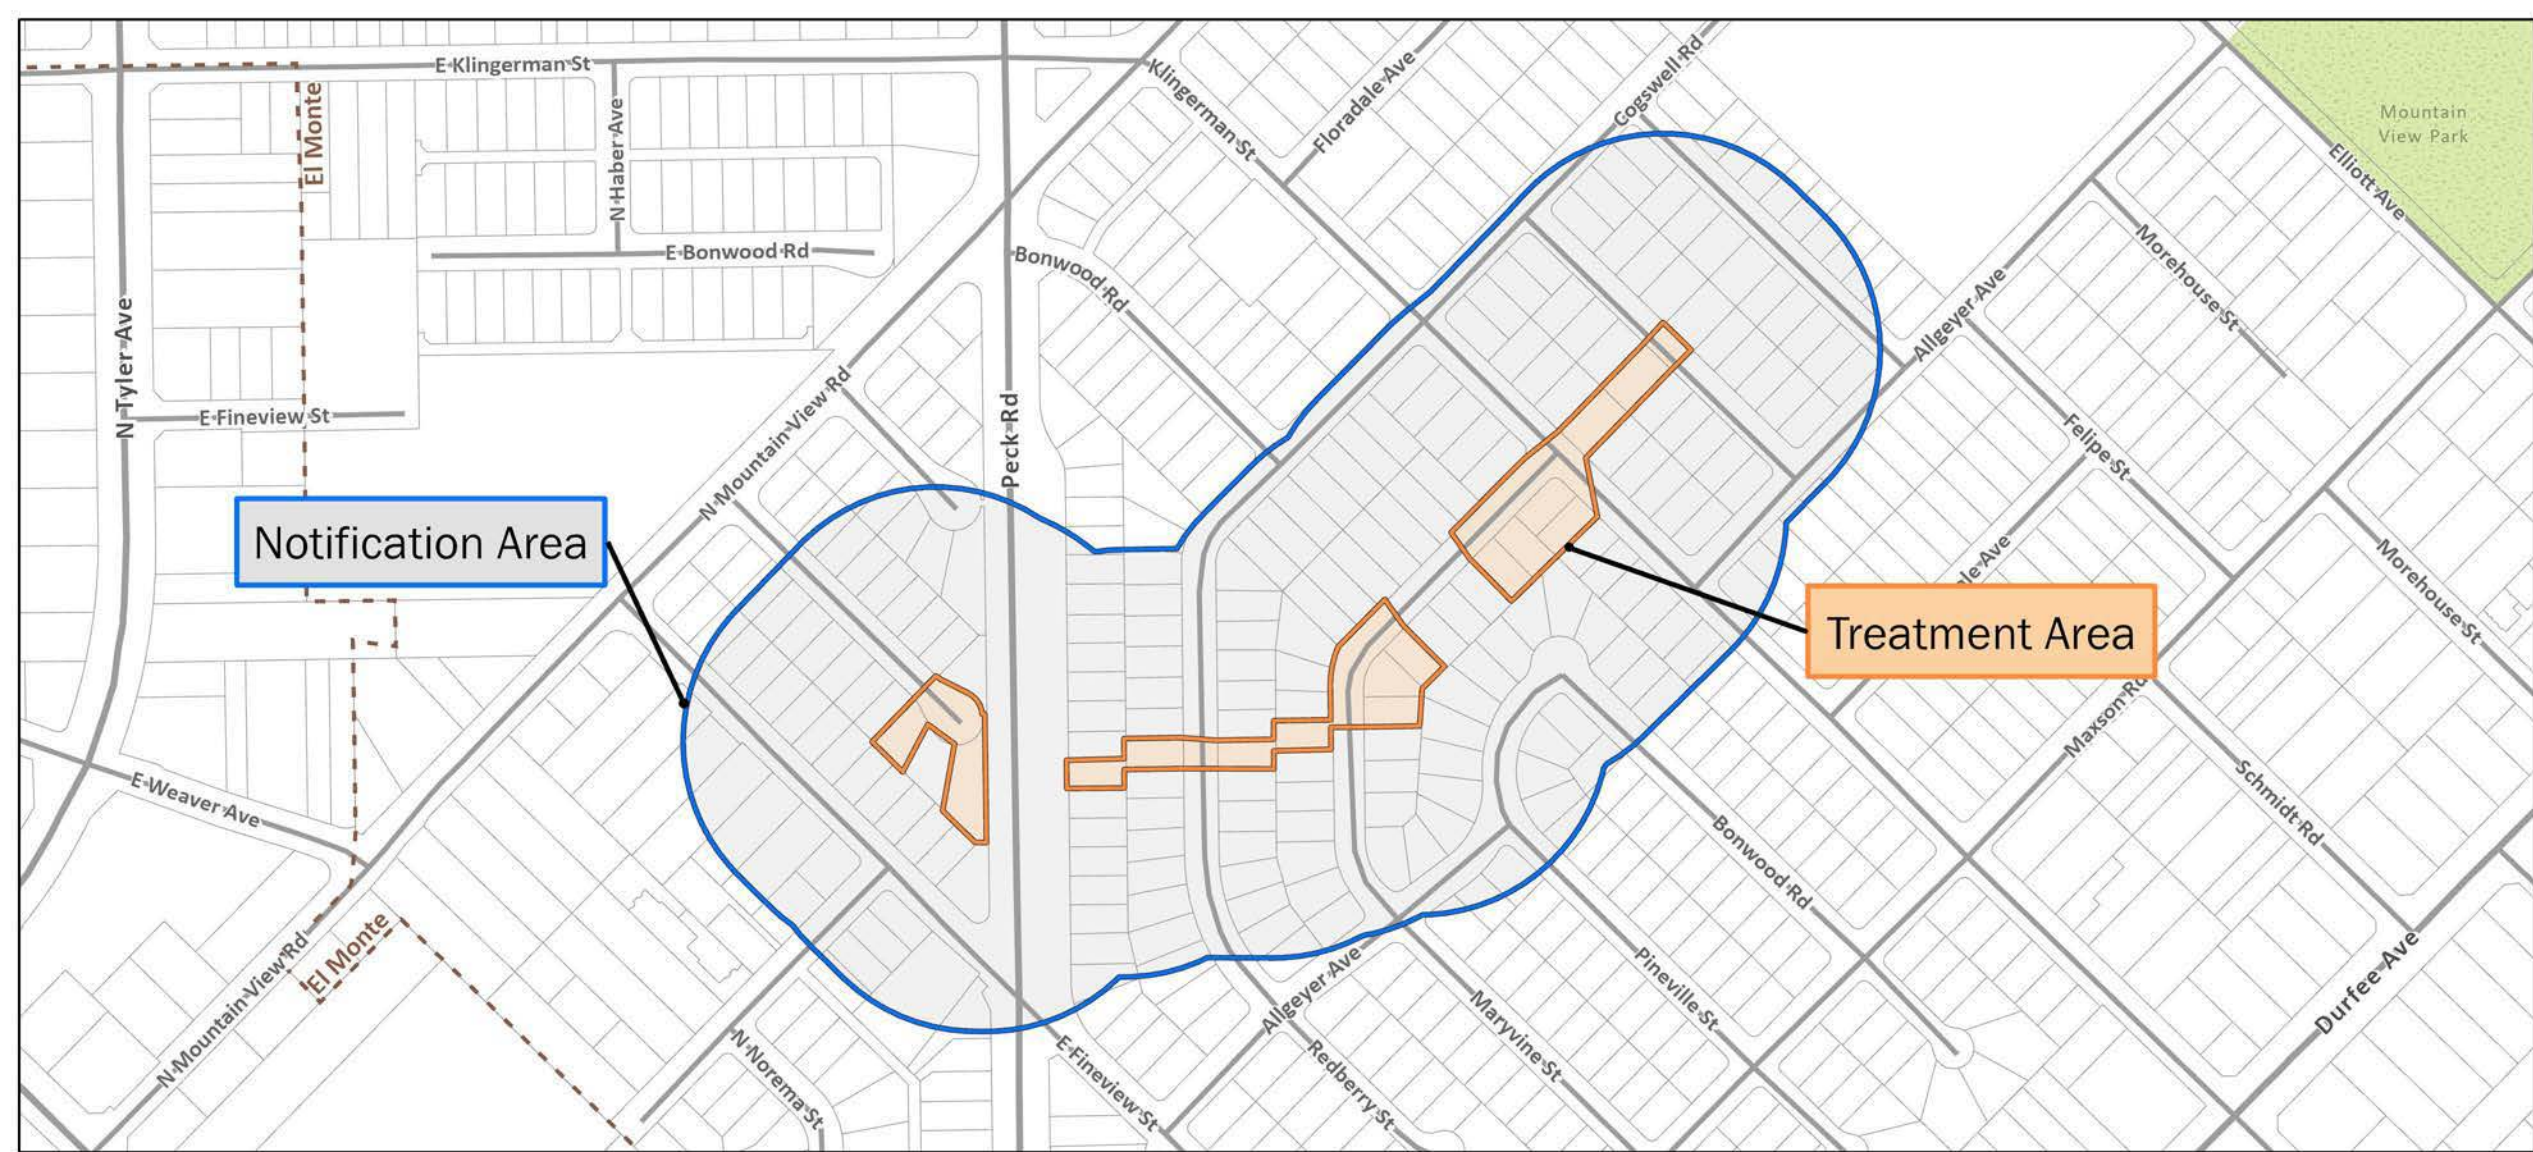 E Klingerman St
El Monte
N Haber Ave
Klingerman St
Floradale Ave
Cogswell Rd
Mountain
View Park
Elliott Ave
Morehouse St
E Bonwood Rd
Bonwood Rd
Allgeyer Ave
N Tyler Ave
E Fineview St
N Mountain View Rd
Peck Rd
Felipe St
Notification Area
ale Ave
Morehouse St
Treatment Area
Maxson Rd
Schmidt Rd
E Weaver Ave
Bonwood Rd
El Monte
N Mountain View Rd
Allgeyer Ave
Pineville St
Durfee Ave
Maryvine St
N Norema St
E Fineview St
Redberry St